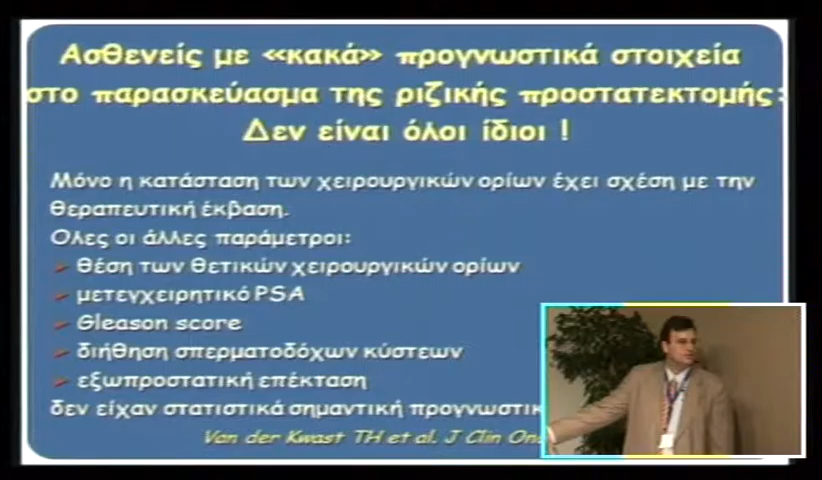 Ασθενείς με «κακά» προγνωστικά στοιχεία
στο παρασκεύασμα της ριζικής προστατεκτομής:
Δεν είναι όλοι ίδιοι !
Μόνο η κατάσταση των χειρουργικών ορίων έχει σχέση με την
θεραπευτική έκβαση.
Ολες οι άλλες παράμετροι:
➢ θέση των θετικών χειρουργικών ορίων
➢ μετεγχειρητικό PSA
➢ Gleason score
➢ διήθηση σπερματοδόχων κύστεων
➢ εξωπροστατική επέκταση
δεν είχαν στατιστικά σημαντική
Van der Kwast TH et al. J Clin